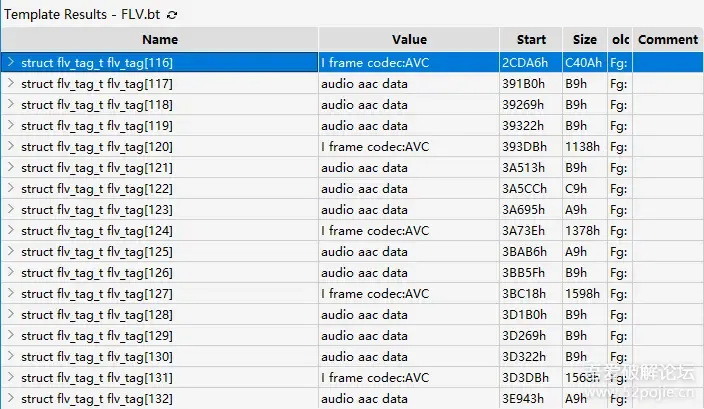 Template Results - FLV.bt
Name Value Start Size olc Comment
struct flv_tag_t flv_tag[116] I frame codec:AVC 2CDA6h C40Ah Fg:
struct flv_tag_t flv_tag[117] audio aac data 391B0h B9h Fg:
struct flv_tag_t flv_tag[118] audio aac data 39269h B9h Fg:
struct flv_tag_t flv_tag[119] audio aac data 39322h B9h Fg:
struct flv_tag_t flv_tag[120] I frame codec:AVC 393DBh 1138h Fg:
struct flv_tag_t flv_tag[121] audio aac data 3A513h B9h Fg:
struct flv_tag_t flv_tag[122] audio aac data 3A5CCh C9h Fg:
struct flv_tag_t flv_tag[123] audio aac data 3A695h A9h Fg:
struct flv_tag_t flv_tag[124] I frame codec:AVC 3A73Eh 1378h Fg:
struct flv_tag_t flv_tag[125] audio aac data 3BAB6h A9h Fg:
struct flv_tag_t flv_tag[126] audio aac data 3BB5Fh B9h Fg:
struct flv_tag_t flv_tag[127] I frame codec:AVC 3BC18h 1598h Fg:
struct flv_tag_t flv_tag[128] audio aac data 3D1B0h B9h Fg:
struct flv_tag_t flv_tag[129] audio aac data 3D269h B9h Fg:
struct flv_tag_t flv_tag[130] audio aac data 3D322h B9h Fg:
struct flv_tag_t flv_tag[131] I frame codec:AVC 3D3DBh 1568h Fg:
struct flv_tag_t flv_tag[132] audio aac data 3E943h A9h Fg:
吾爱破解论坛
www.52pojie.cn